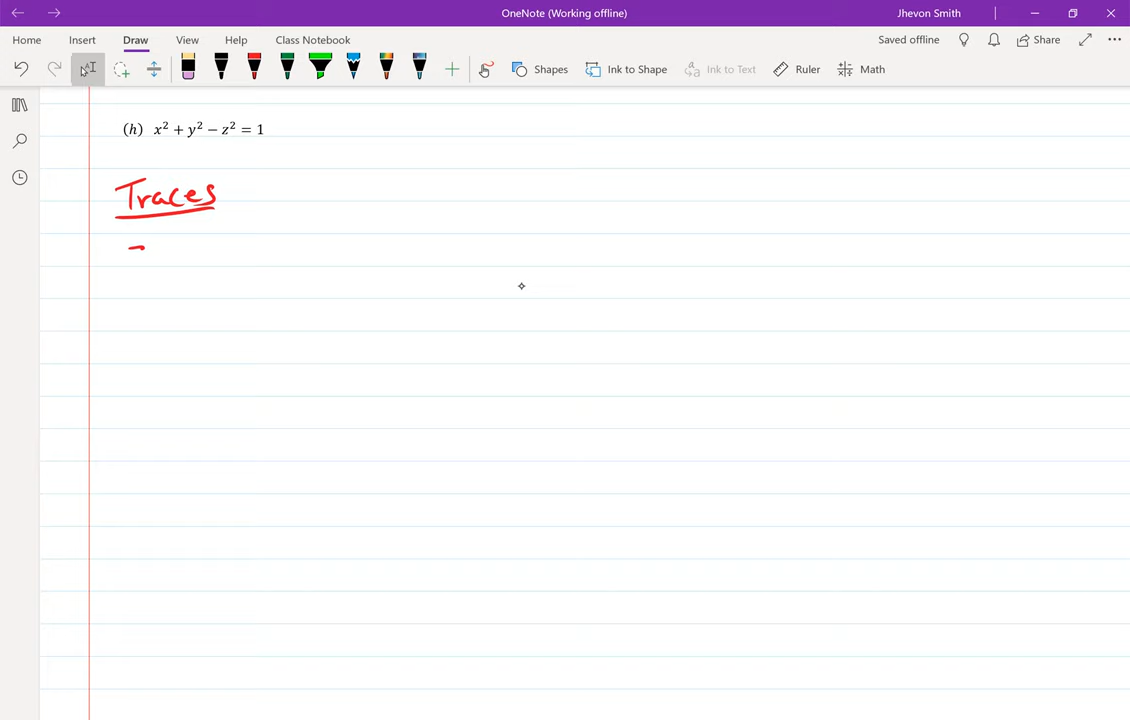 OneNote (Working offline)
Jhevon Smith
Home Insert Draw View Help Class Notebook
Saved offline
Share
Shapes
Ink to Shape
Ink to Text
Ruler
Math
(h) x² + y² − z² = 1
Traces
-